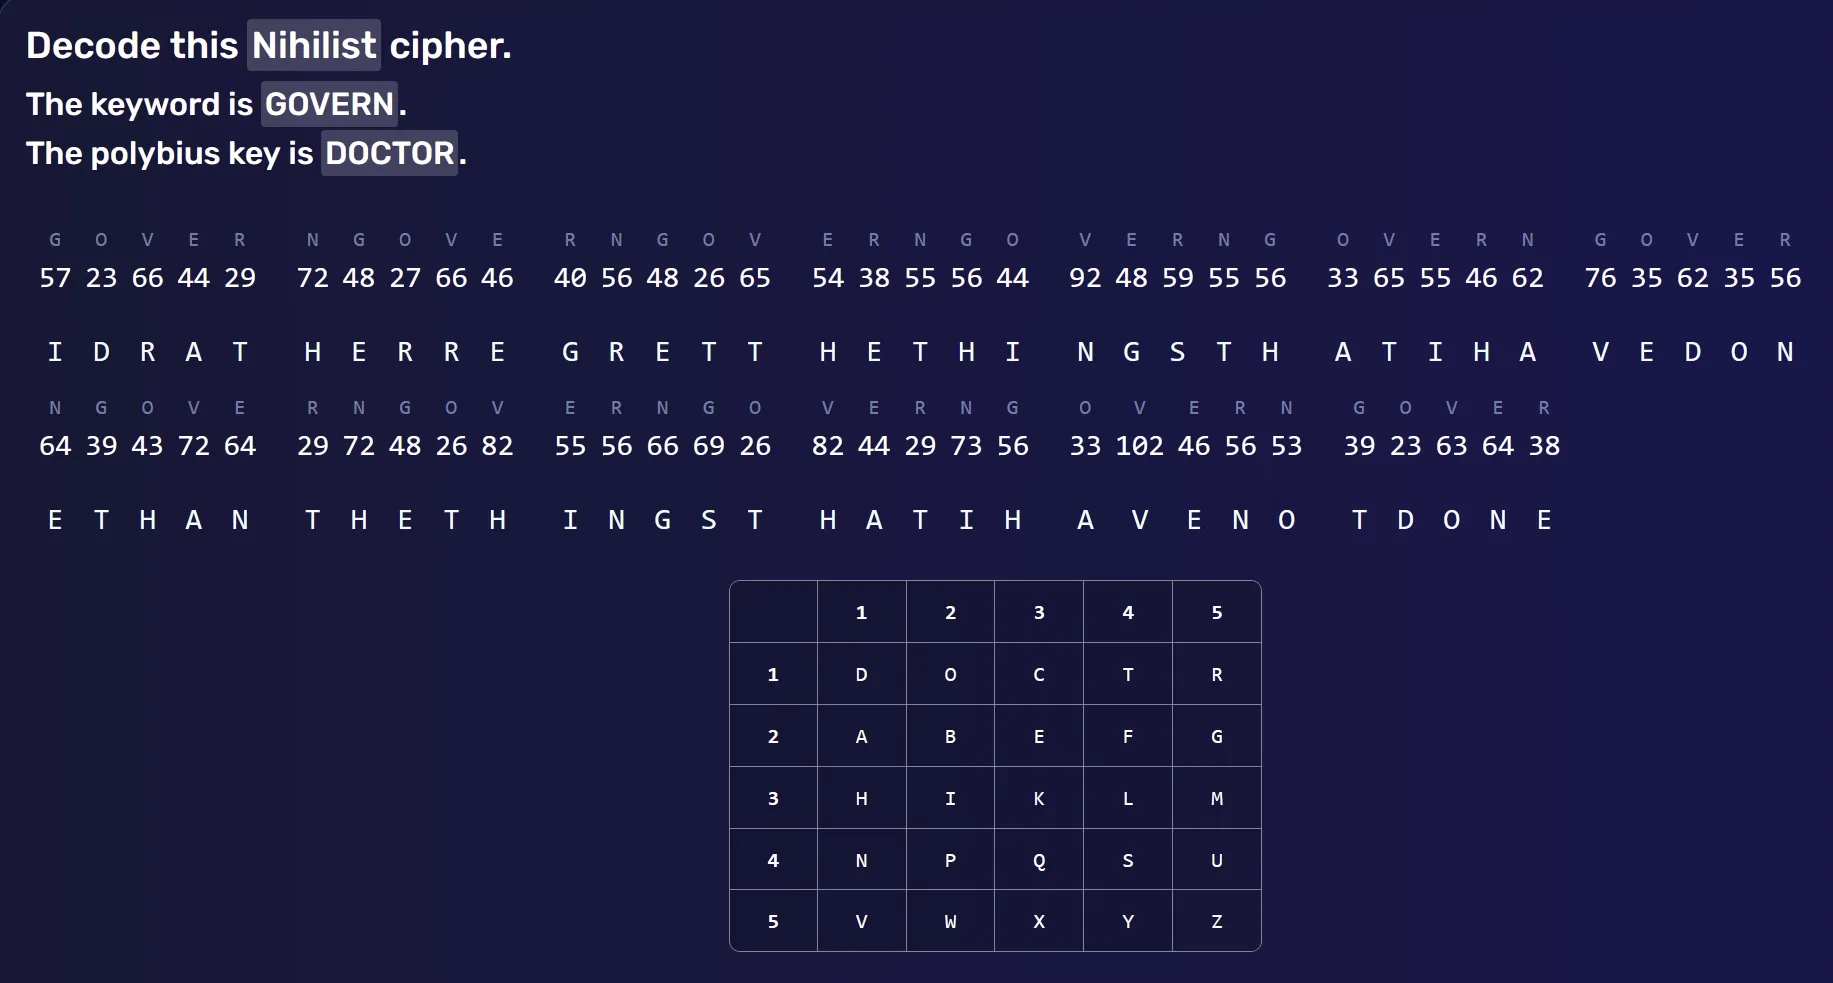 Decode this Nihilist cipher.
The keyword is GOVERN.
The polybius key is DOCTOR.
G O V E R N G O V E R N G O V E R N G O V E R N G O V E R N G O V E R
57 23 66 44 29 72 48 27 66 46 40 56 48 26 65 54 38 55 56 44 92 48 59 55 56 33 65 55 46 62 76 35 62 35 56
I D R A T H E R R E G R E T T H E T H I N G S T H A T I H A V E D O N
N G O V E R N G O V E R N G O V E R N G O V E R N G O V E R
64 39 43 72 64 29 72 48 26 82 55 56 66 69 26 82 44 29 73 56 33 102 46 56 53 39 23 63 64 38
E T H A N T H E T H I N G S T H A T I H A V E N O T D O N E
1 2 3 4 5
1 D O C T R
2 A B E F G
3 H I K L M
4 N P Q S U
5 V W X Y Z